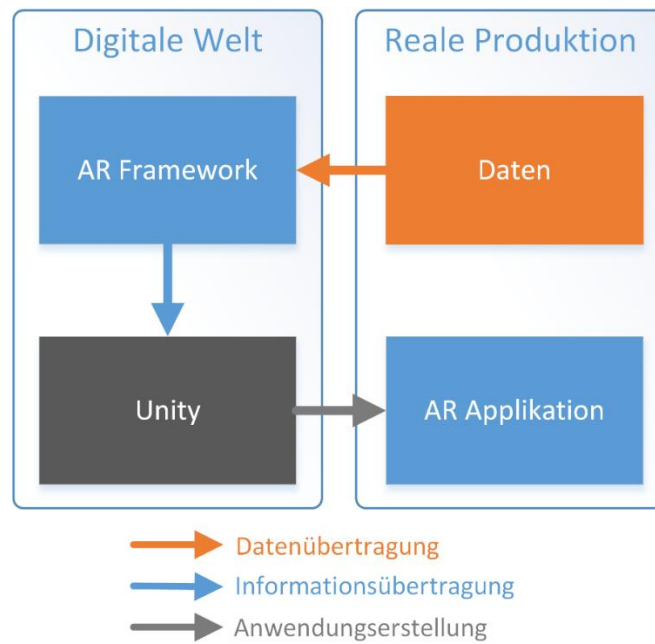 Digitale Welt
Reale Produktion
AR Framework
Daten
Unity
AR Applikation
Datenübertragung
Informationsübertragung
Anwendungserstellung